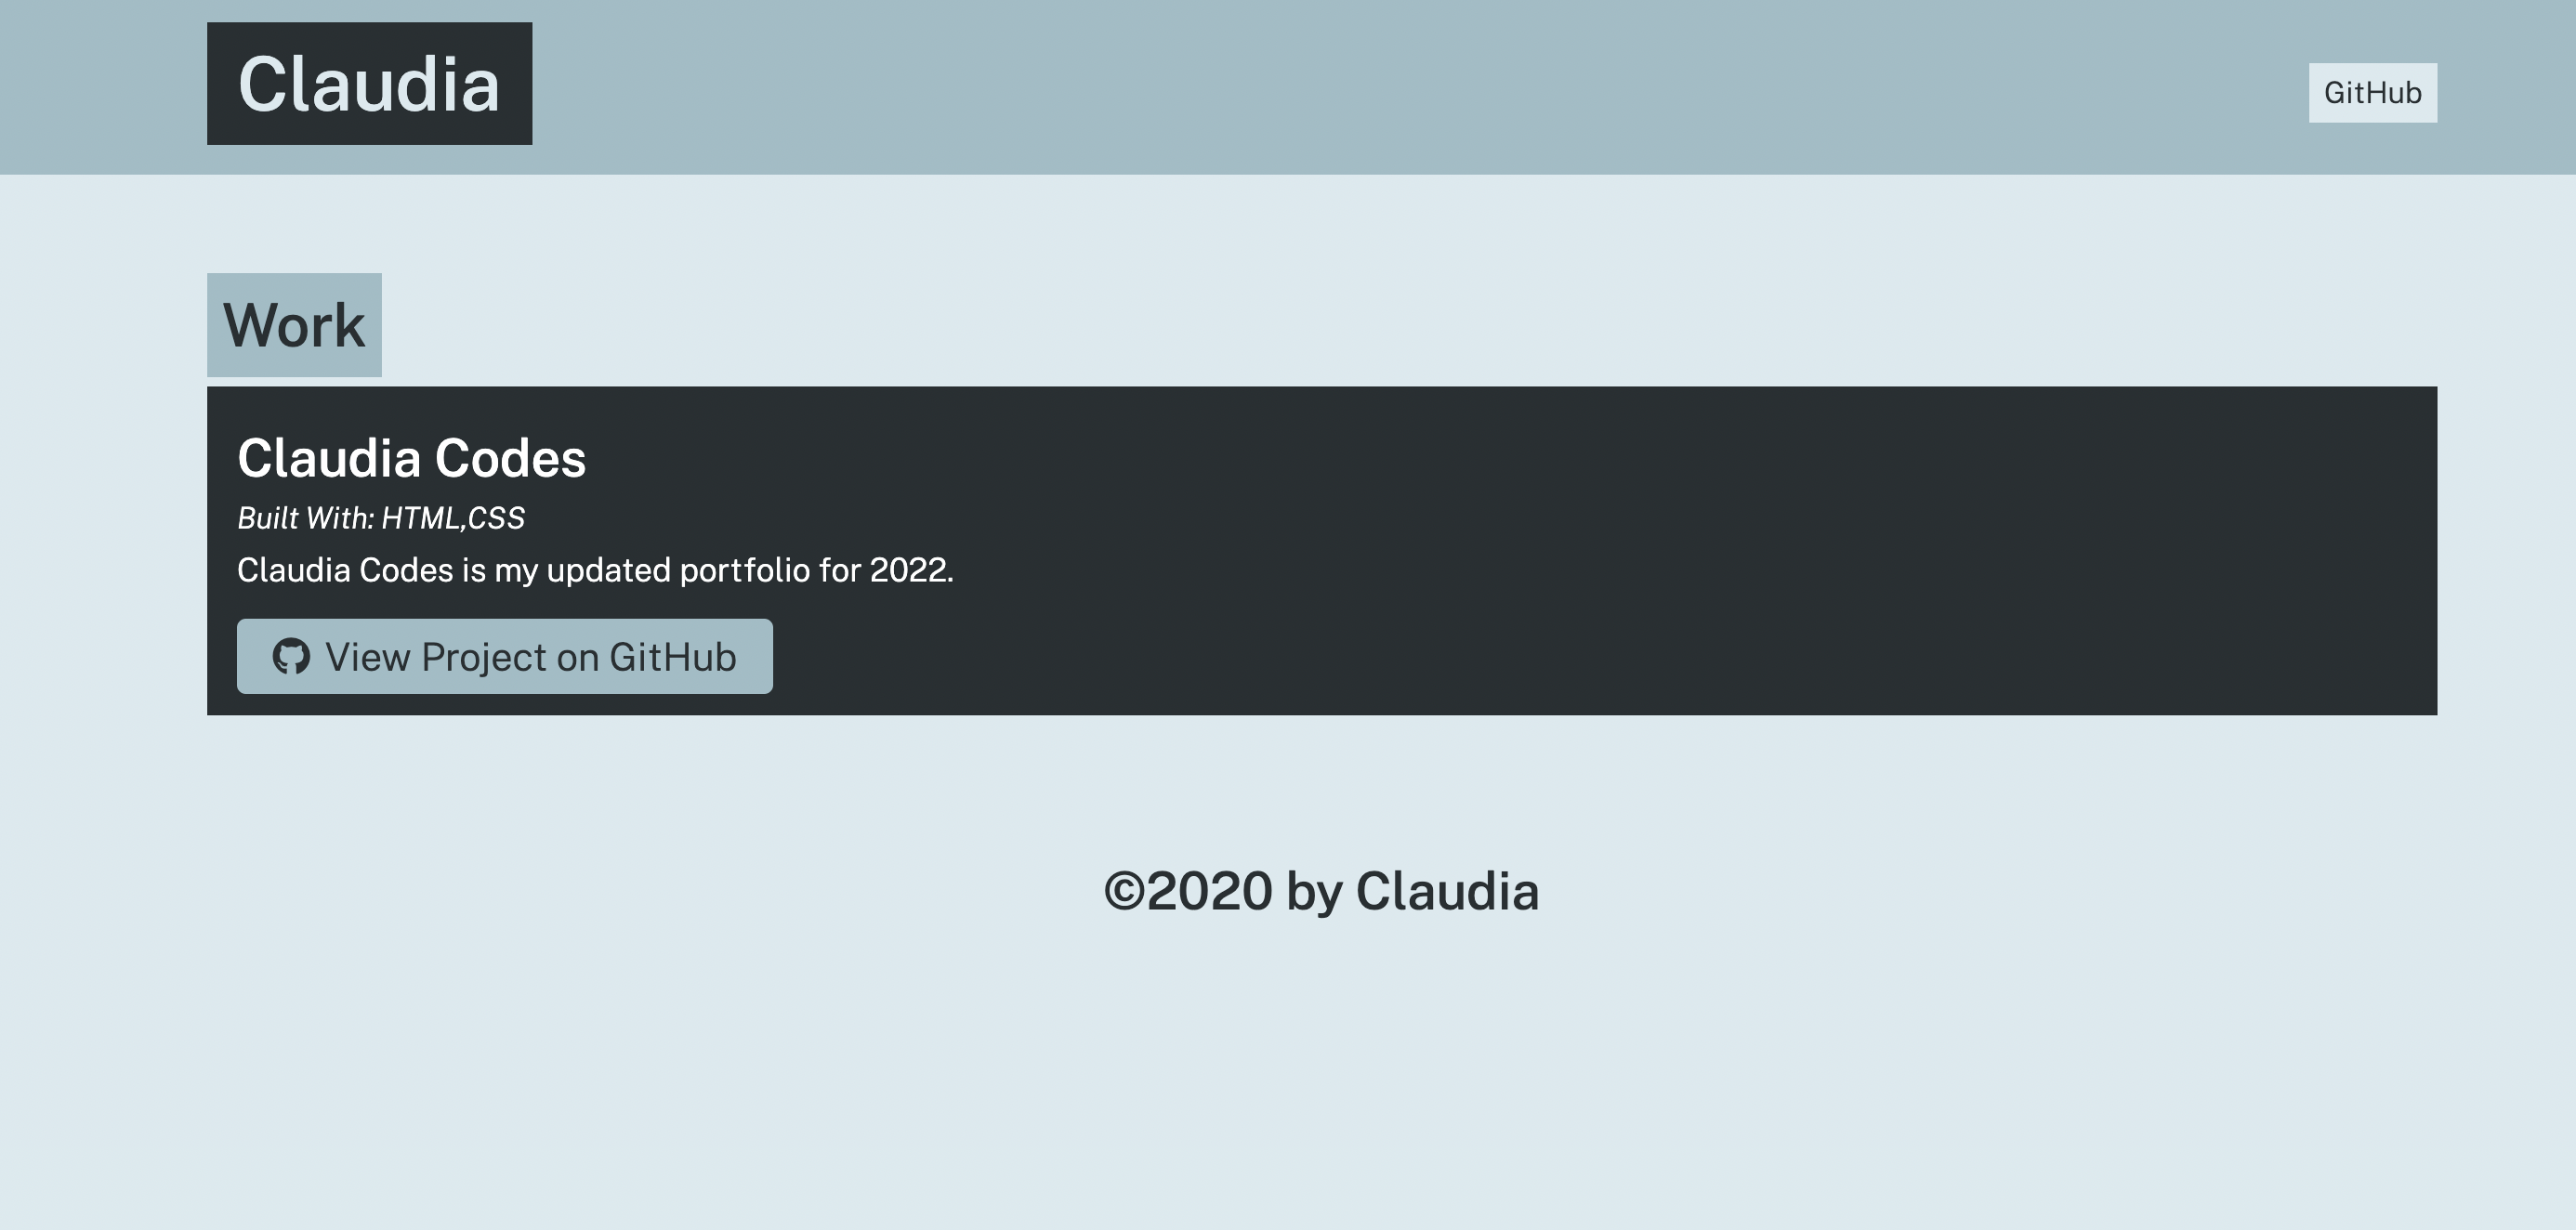 Claudia
GitHub
Work
Claudia Codes
Built With: HTML,CSS
Claudia Codes is my updated portfolio for 2022.
View Project on GitHub
©2020 by Claudia